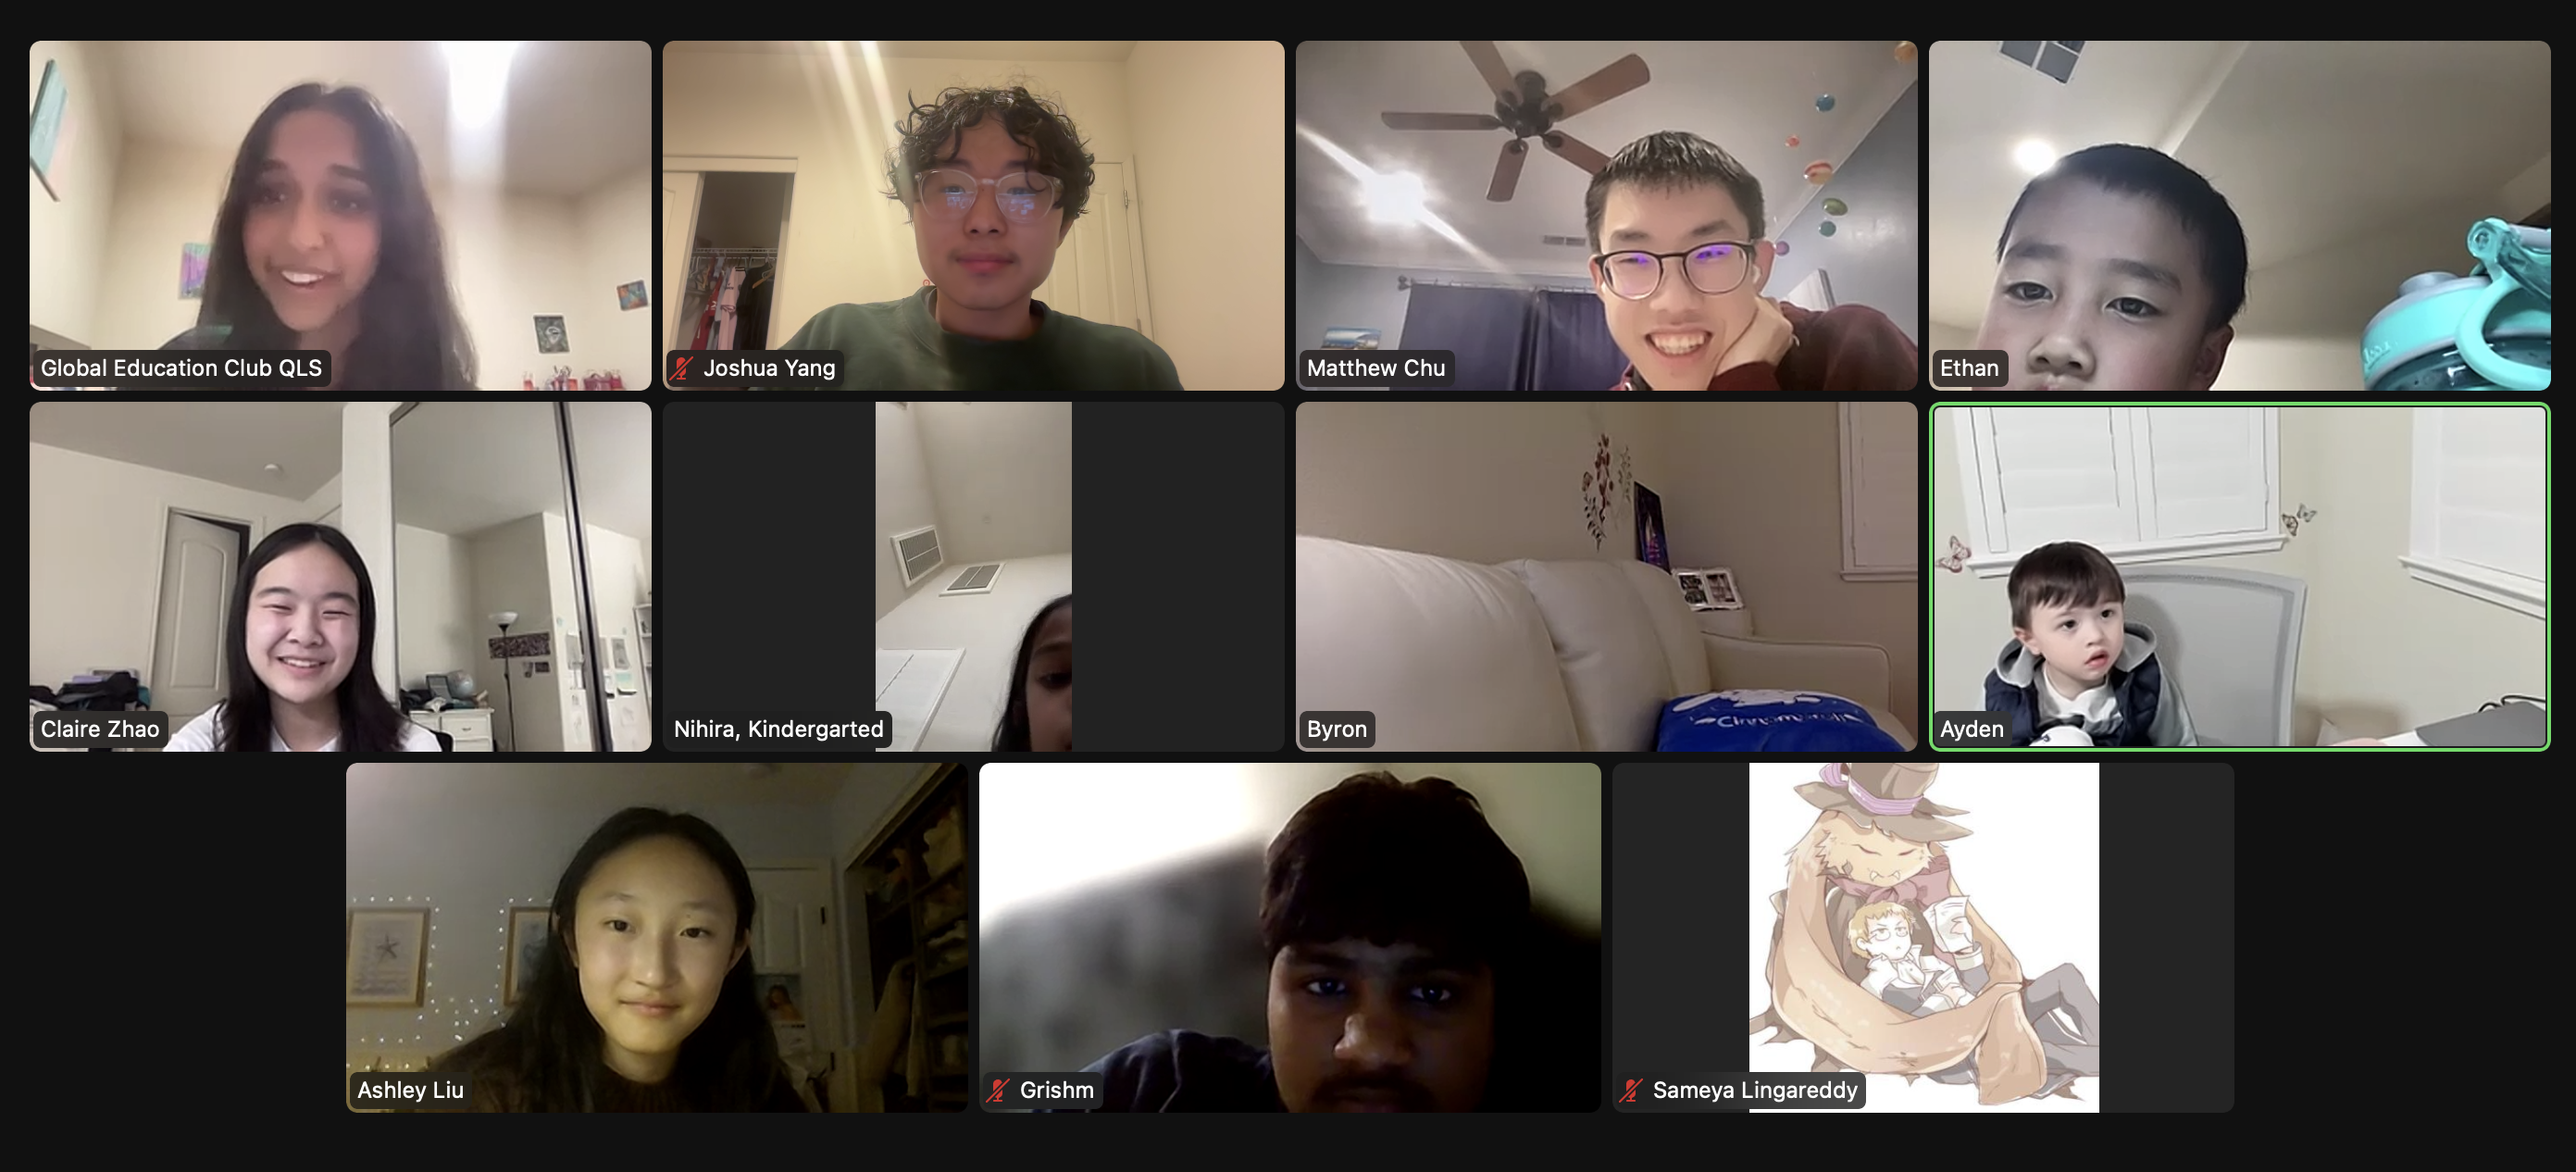 Global Education Club QLS
Joshua Yang
Matthew Chu
Ethan
Claire Zhao
Nihira, Kindergarted
Byron
Ayden
Ashley Liu
Grishm
Sameya Lingareddy